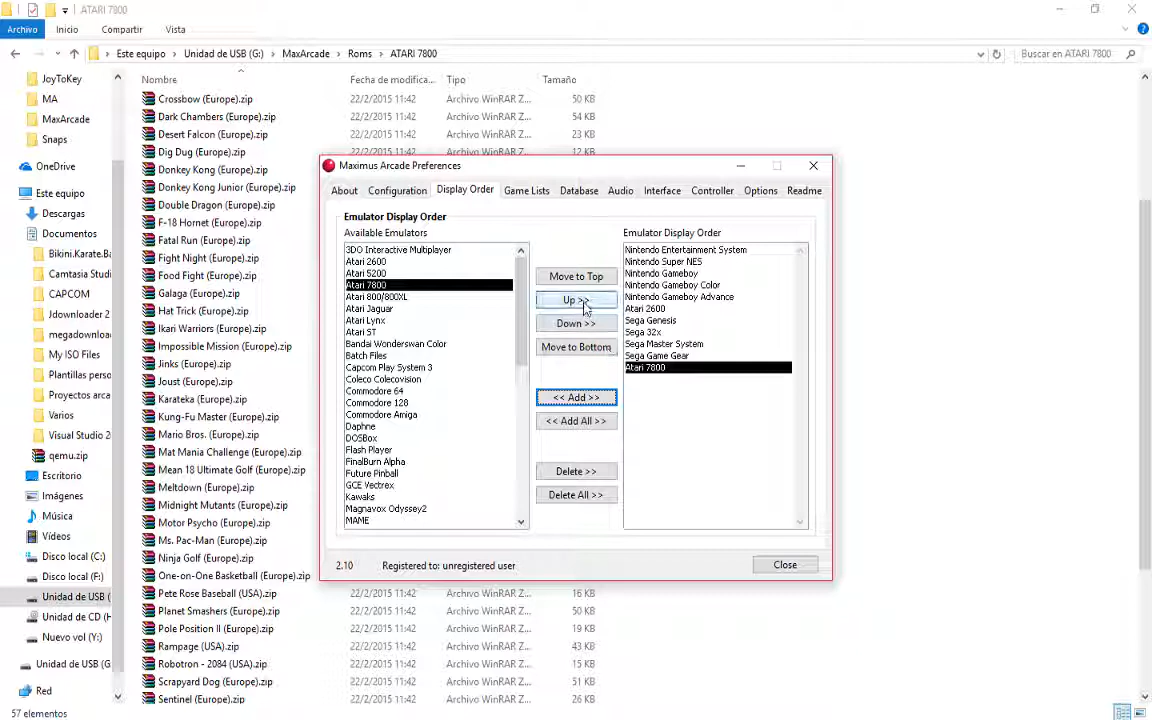 ATARI 7800
Archivo
Inicio
Compartir
Vista
Este equipo
Unidad de USB (G:)
MaxArcade
Roms
ATARI 7800
Buscar en ATARI 7800
JoyToKey
MA
MaxArcade
Snaps
OneDrive
Este equipo
Descargas
Documentos
Bikini.Karate.Ba
Camtasia Studi
CAPCOM
Jdownloader 2
megadownload
My ISO Files
Plantillas perso
Proyectos arca
Varios
Visual Studio 2
qemu.zip
Escritorio
Imágenes
Música
Vídeos
Disco local (C:)
Disco local (F:)
Unidad de USB (
Unidad de CD (H
Nuevo vol (Y:)
Unidad de USB (G:
Red
57 elementos
Nombre Fecha de modifica... Tipo Tamaño
Crossbow (Europe).zip 22/2/2015 11:42 Archivo WinRAR Z... 50 KB
Dark Chambers (Europe).zip 22/2/2015 11:42 Archivo WinRAR Z... 54 KB
Desert Falcon (Europe).zip 22/2/2015 11:42 Archivo WinRAR Z... 23 KB
Dig Dug (Europe).zip 22/2/2015 11:42 Archivo WinRAR Z... 12 KB
Donkey Kong (Europe).zip
Donkey Kong Junior (Europe).zip
Double Dragon (Europe).zip
F-18 Hornet (Europe).zip
Fatal Run (Europe).zip
Fight Night (Europe).zip
Food Fight (Europe).zip
Galaga (Europe).zip
Hat Trick (Europe).zip
Ikari Warriors (Europe).zip
Impossible Mission (Europe).zip
Jinks (Europe).zip
Joust (Europe).zip
Karateka (Europe).zip
Kung-Fu Master (Europe).zip
Mario Bros. (Europe).zip
Mat Mania Challenge (Europe).zip
Mean 18 Ultimate Golf (Europe).zip
Meltdown (Europe).zip
Midnight Mutants (Europe).zip
Motor Psycho (Europe).zip
Ms. Pac-Man (Europe).zip
Ninja Golf (Europe).zip
One-on-One Basketball (Europe).zip
Pete Rose Baseball (USA).zip 22/2/2015 11:42 Archivo WinRAR Z... 16 KB
Planet Smashers (Europe).zip 22/2/2015 11:42 Archivo WinRAR Z... 50 KB
Pole Position II (Europe).zip 22/2/2015 11:42 Archivo WinRAR Z... 19 KB
Rampage (USA).zip 22/2/2015 11:42 Archivo WinRAR Z... 43 KB
Robotron - 2084 (USA).zip 22/2/2015 11:42 Archivo WinRAR Z... 15 KB
Scrapyard Dog (Europe).zip 22/2/2015 11:42 Archivo WinRAR Z... 51 KB
Sentinel (Europe).zip 22/2/2015 11:42 Archivo WinRAR Z... 26 KB
Maximus Arcade Preferences
About Configuration Display Order Game Lists Database Audio Interface Controller Options Readme
Emulator Display Order
Available Emulators
3DO Interactive Multiplayer
Atari 2600
Atari 5200
Atari 7800
Atari 800/800XL
Atari Jaguar
Atari Lynx
Atari ST
Bandai Wonderswan Color
Batch Files
Capcom Play System 3
Coleco Colecovision
Commodore 64
Commodore 128
Commodore Amiga
Daphne
DOSBox
Flash Player
FinalBurn Alpha
Future Pinball
GCE Vectrex
Kawaks
Magnavox Odyssey2
MAME
Move to Top
Up >>
Down >>
Move to Bottom
<< Add >>
<< Add All >>
Delete >>
Delete All >>
Emulator Display Order
Nintendo Entertainment System
Nintendo Super NES
Nintendo Gameboy
Nintendo Gameboy Color
Nintendo Gameboy Advance
Atari 2600
Sega Genesis
Sega 32x
Sega Master System
Sega Game Gear
Atari 7800
2.10
Registered to: unregistered user
Close